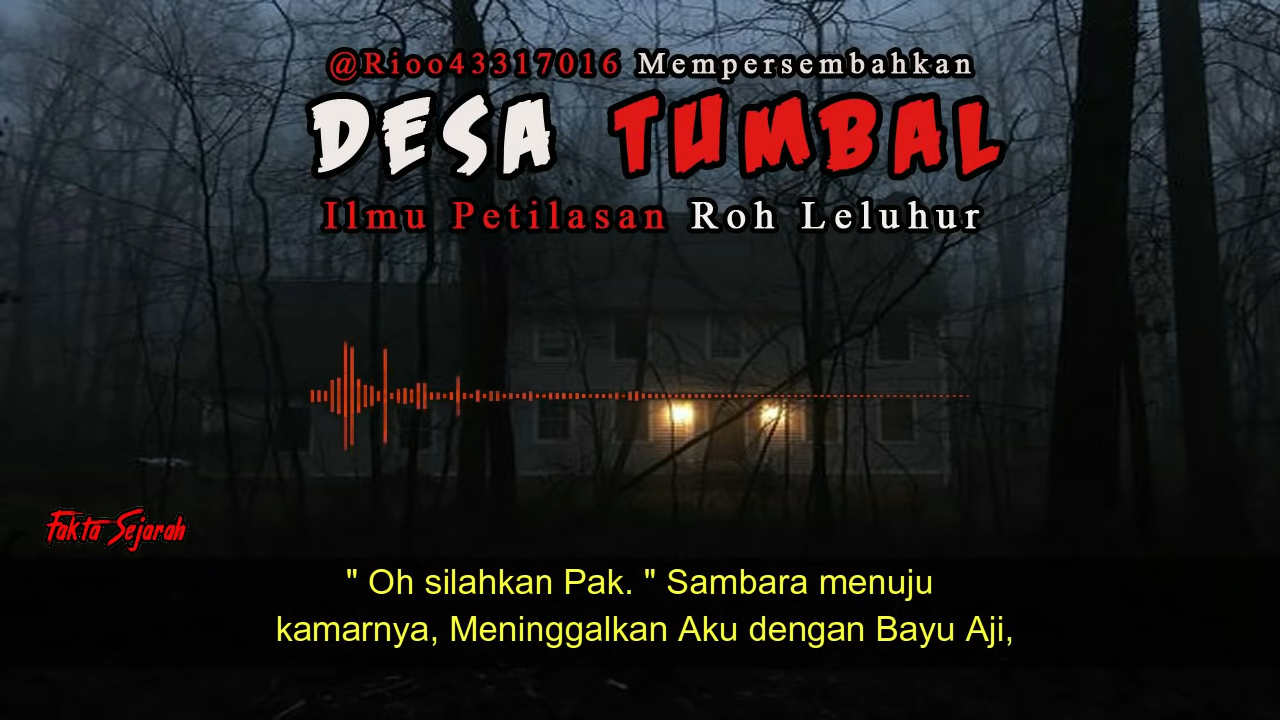 @Rioo43317016 Mempersembahkan
DESA TUMBAL
Ilmu Petilasan Roh Leluhur
Fakta Sejarah
" Oh silahkan Pak. " Sambara menuju
kamarnya, Meninggalkan Aku dengan Bayu Aji,